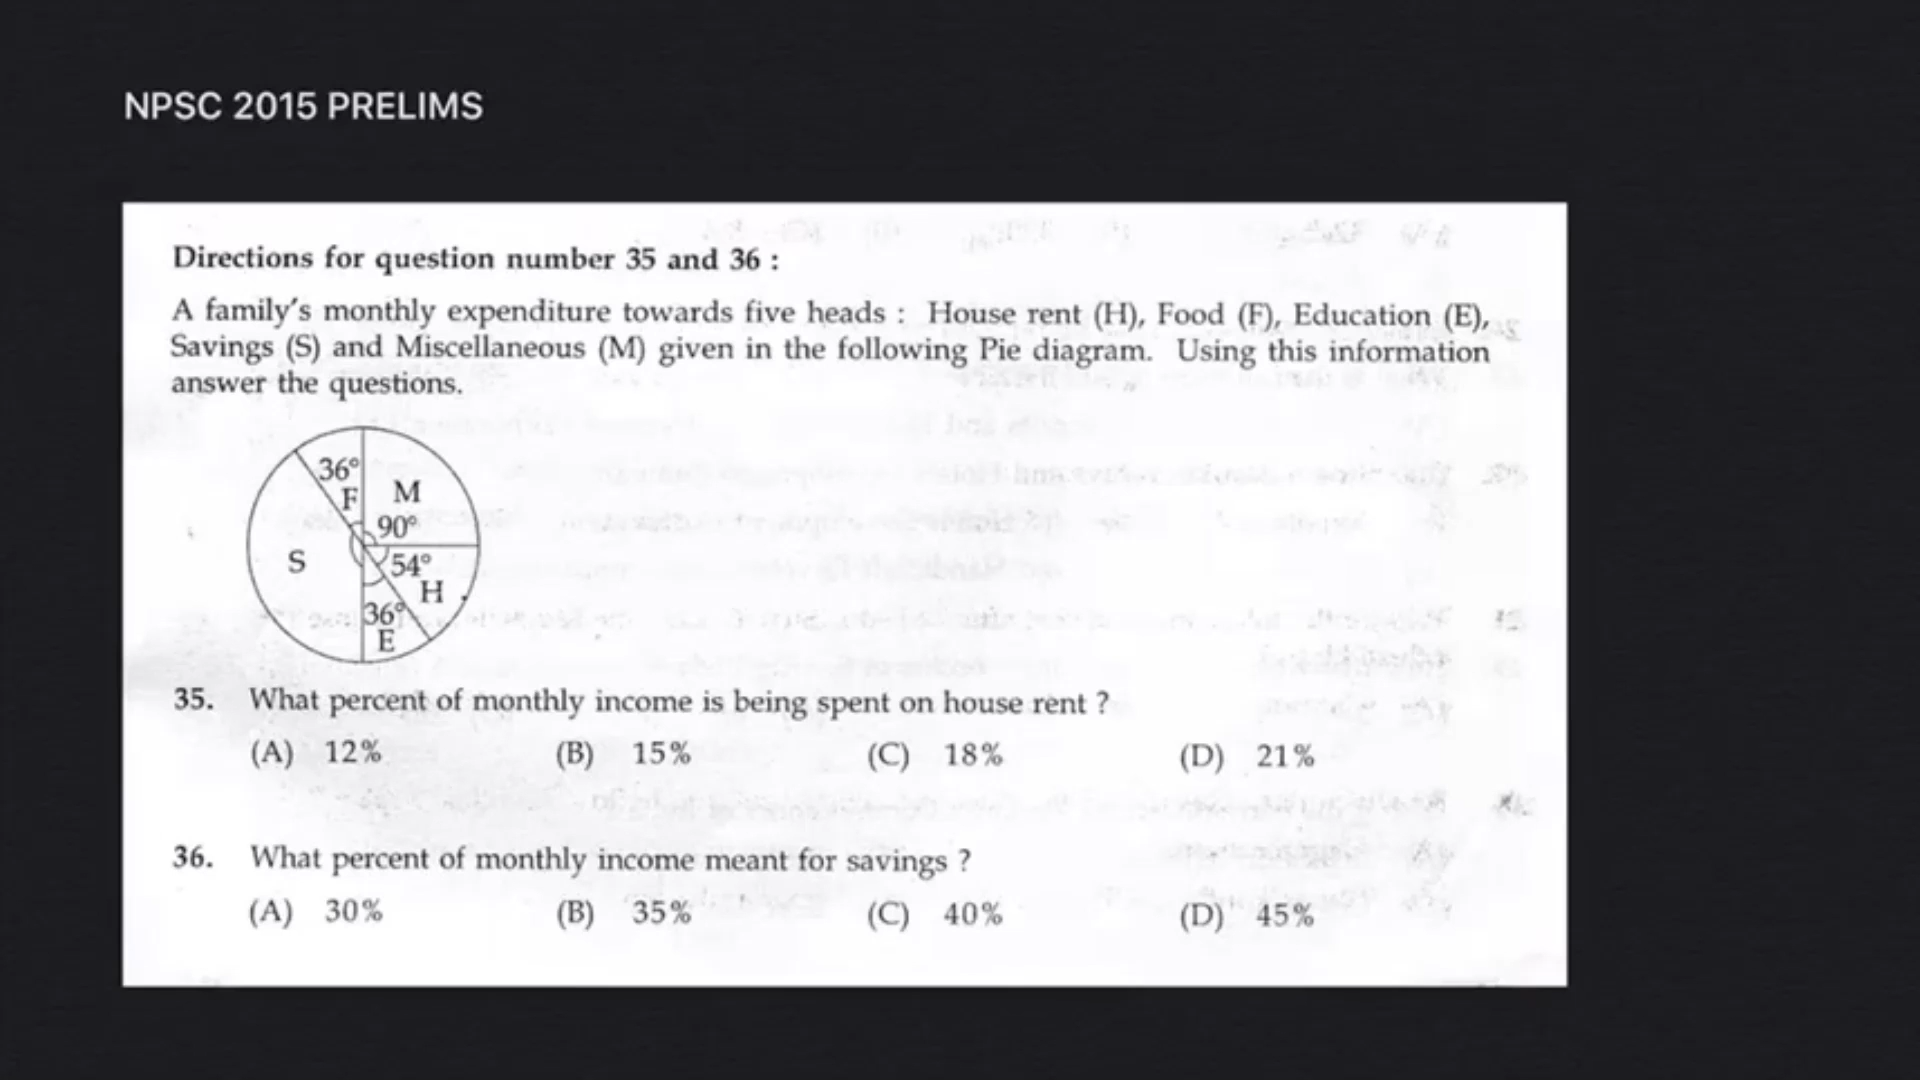 NPSC 2015 PRELIMS
Directions for question number 35 and 36 :
A family's monthly expenditure towards five heads : House rent (H), Food (F), Education (E),
Savings (S) and Miscellaneous (M) given in the following Pie diagram. Using this information
answer the questions.
36°
F
M
90°
S
54°
H
36°
E
35. What percent of monthly income is being spent on house rent ?
(A) 12% (B) 15% (C) 18% (D) 21%
36. What percent of monthly income meant for savings ?
(A) 30% (B) 35% (C) 40% (D) 45%